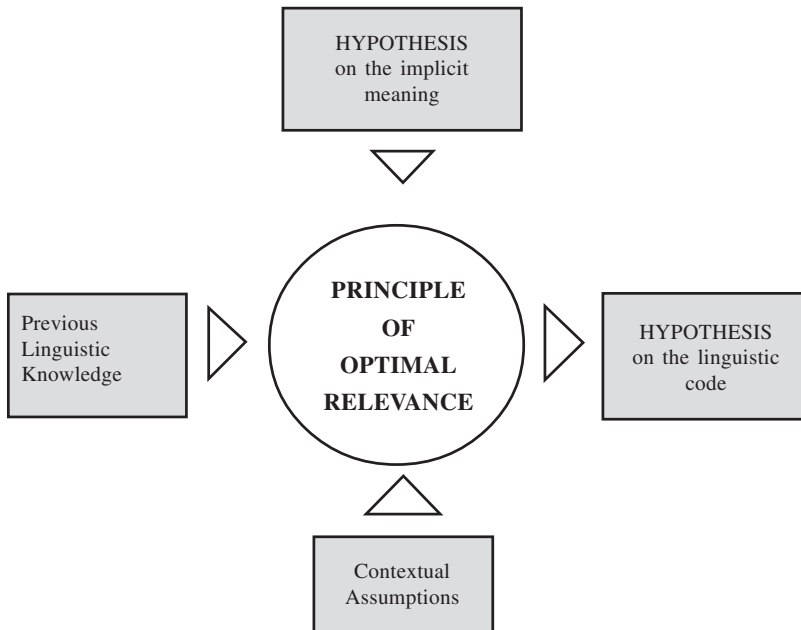 HYPOTHESIS
on the implicit
meaning
Previous
Linguistic
Knowledge
PRINCIPLE
OF
OPTIMAL
RELEVANCE
HYPOTHESIS
on the linguistic
code
Contextual
Assumptions